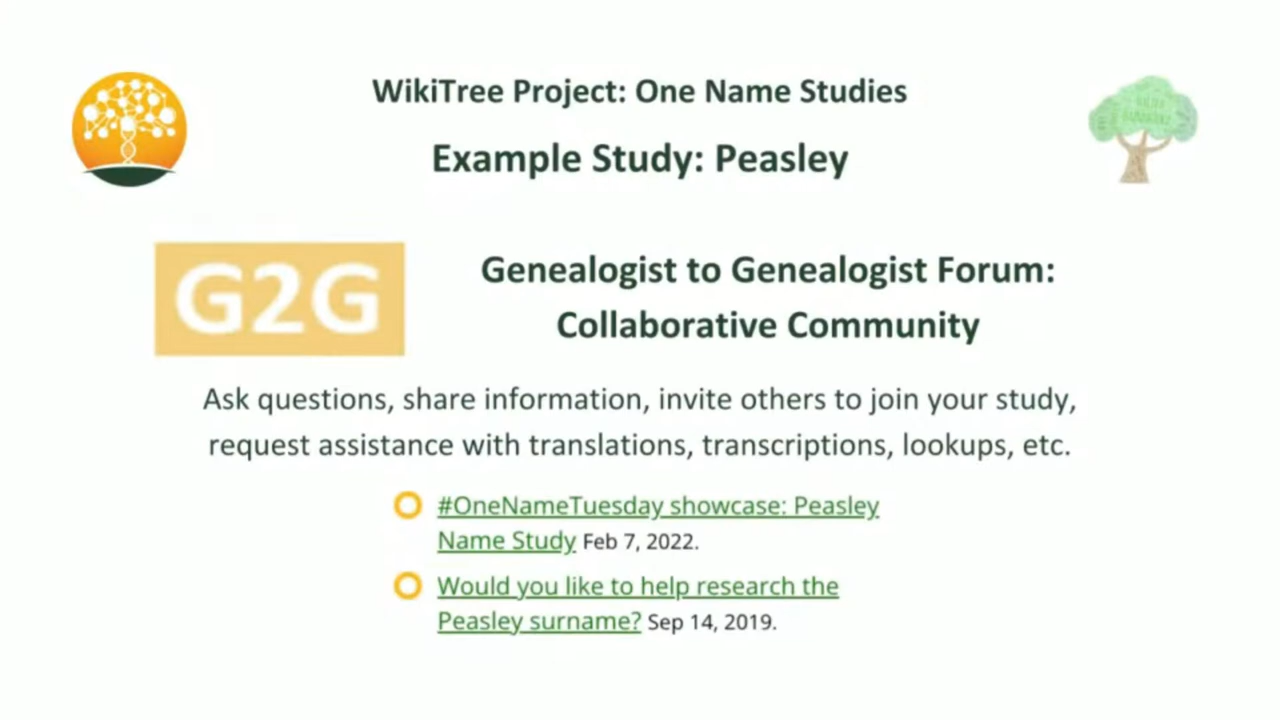 WikiTree Project: One Name Studies
Example Study: Peasley
G2G
Genealogist to Genealogist Forum:
Collaborative Community
Ask questions, share information, invite others to join your study,
request assistance with translations, transcriptions, lookups, etc.
#OneNameTuesday showcase: Peasley
Name Study Feb 7, 2022.
Would you like to help research the
Peasley surname? Sep 14, 2019.